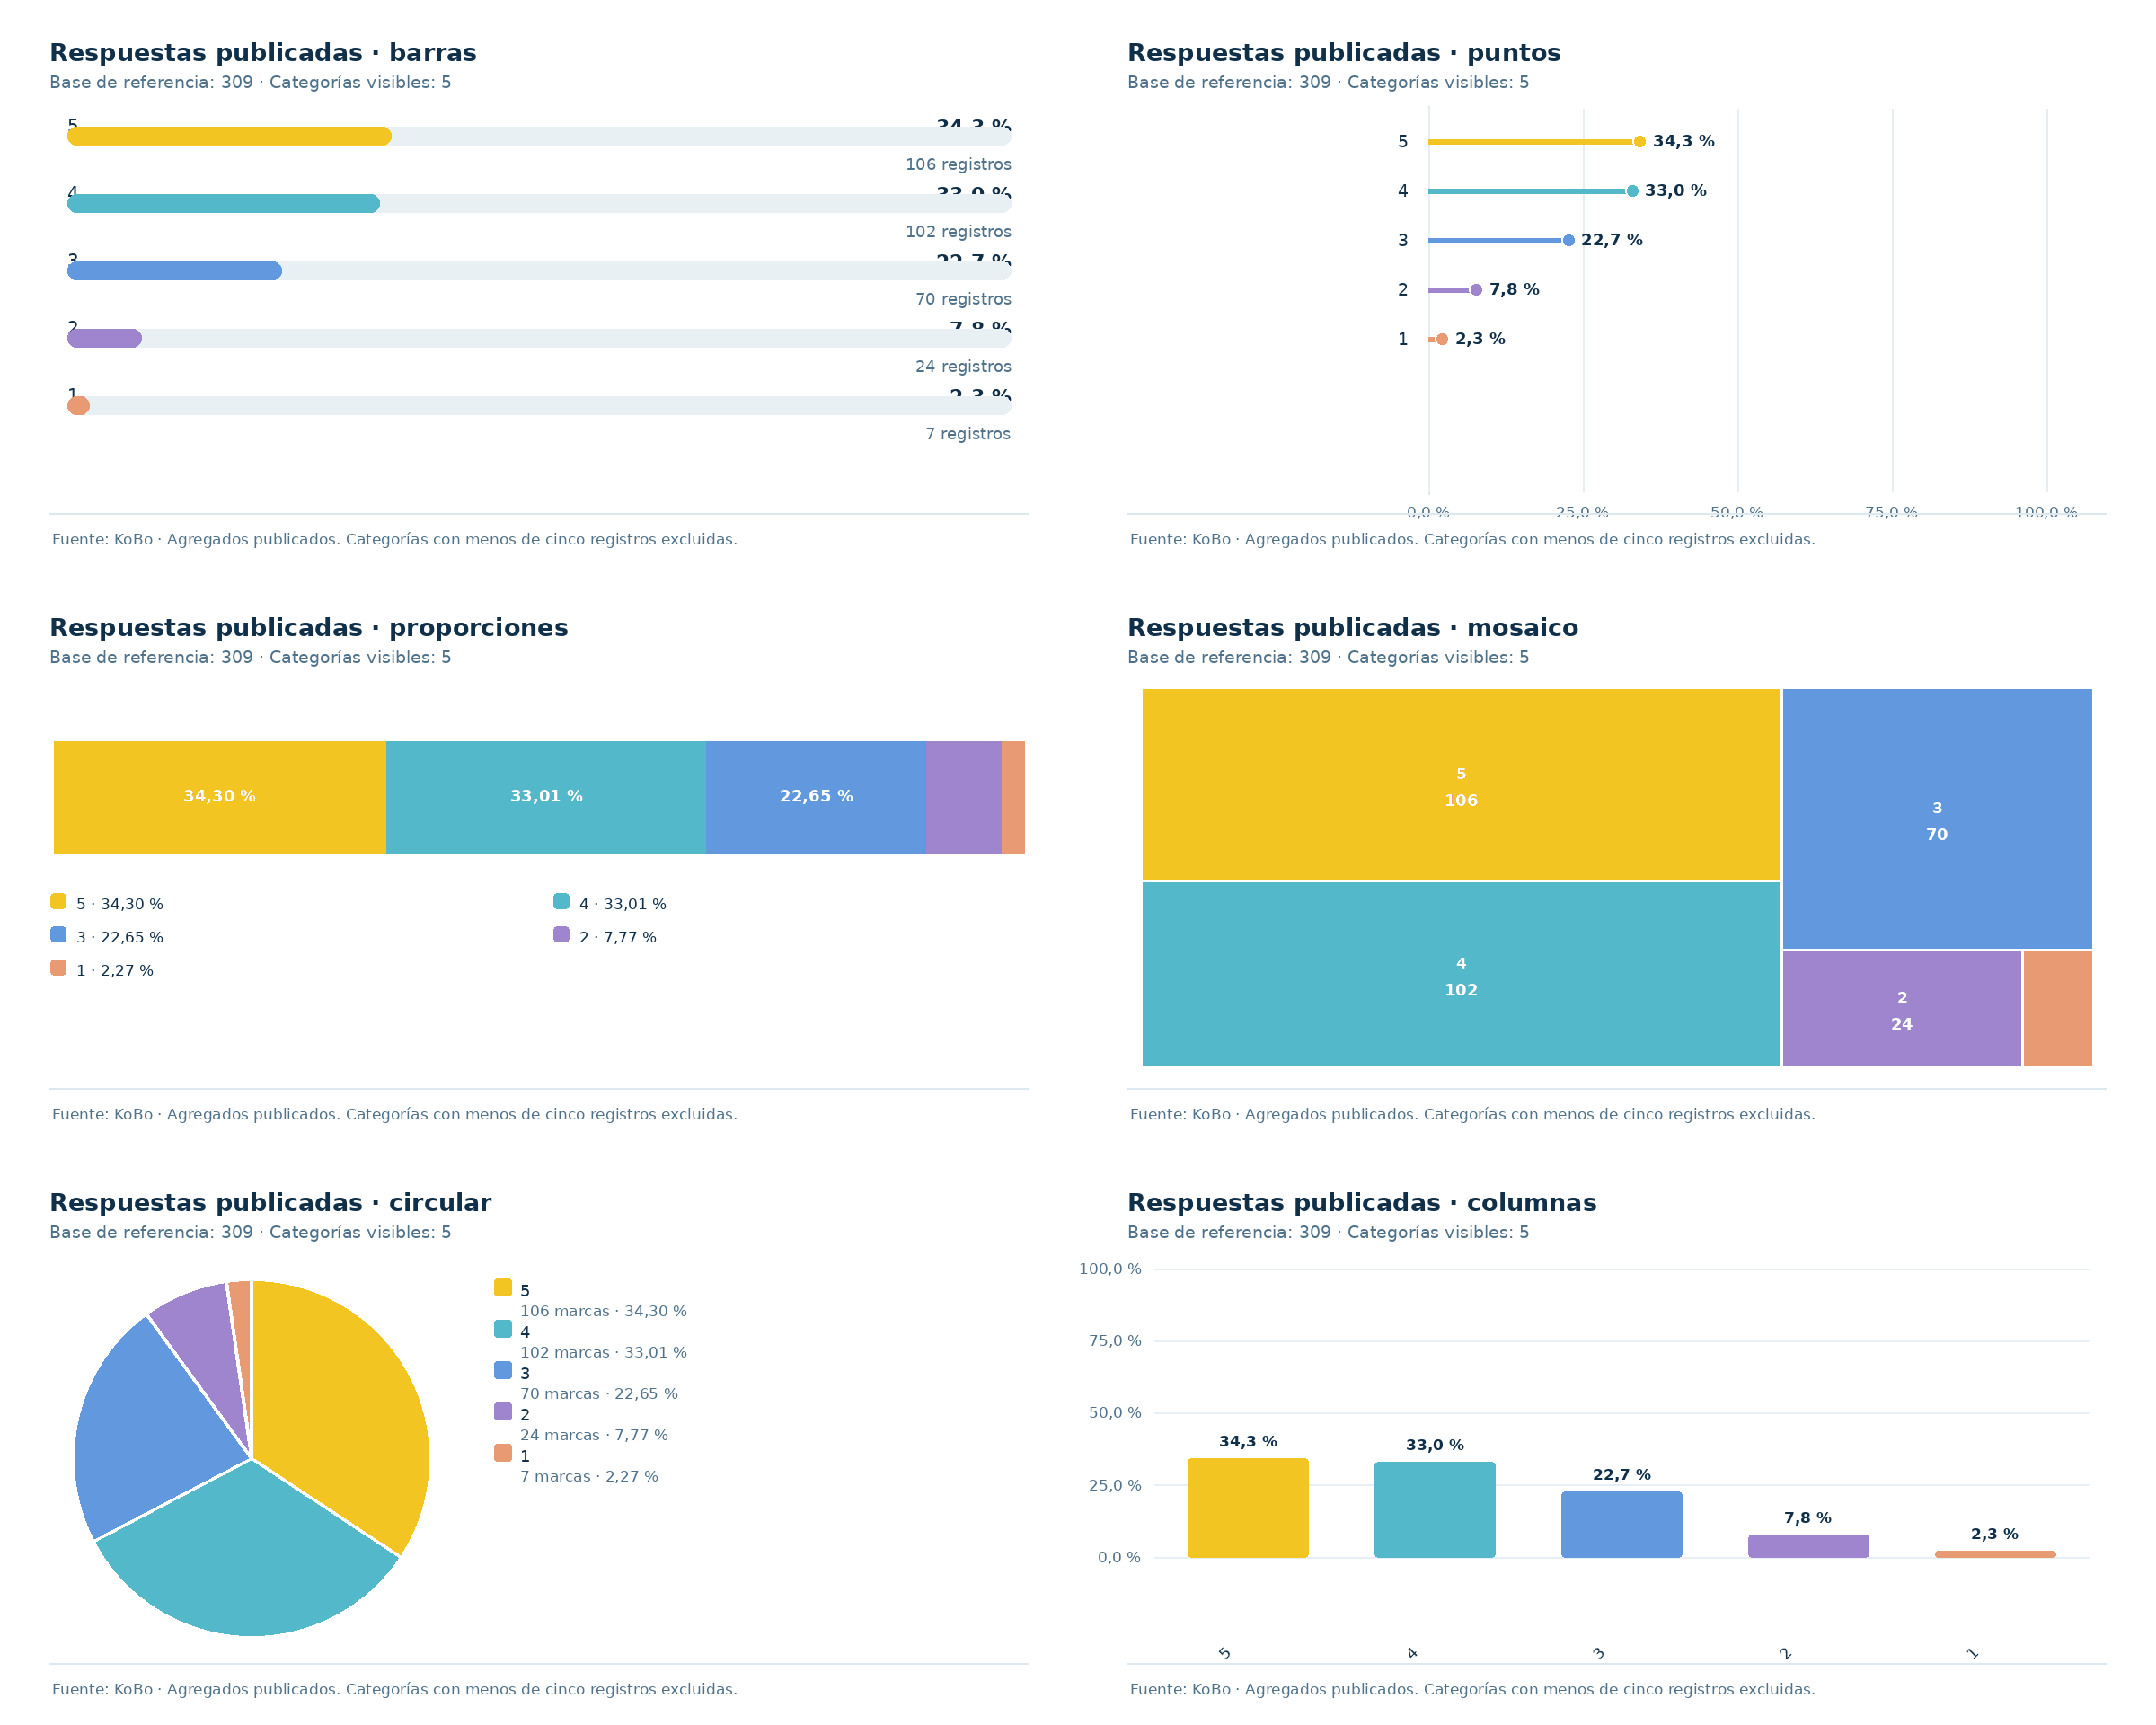 Respuestas publicadas · barras
Base de referencia: 309 · Categorías visibles: 5
5 34,3 %
106 registros
4 33,0 %
102 registros
3 22,7 %
70 registros
2 7,8 %
24 registros
1 2,3 %
7 registros
Fuente: KoBo · Agregados publicados. Categorías con menos de cinco registros excluidas.
Respuestas publicadas · puntos
Base de referencia: 309 · Categorías visibles: 5
5 34,3 %
4 33,0 %
3 22,7 %
2 7,8 %
1 2,3 %
0,0 % 25,0 % 50,0 % 75,0 % 100,0 %
Fuente: KoBo · Agregados publicados. Categorías con menos de cinco registros excluidas.
Respuestas publicadas · proporciones
Base de referencia: 309 · Categorías visibles: 5
34,30 % 33,01 % 22,65 %
5 · 34,30 % 4 · 33,01 %
3 · 22,65 % 2 · 7,77 %
1 · 2,27 %
Fuente: KoBo · Agregados publicados. Categorías con menos de cinco registros excluidas.
Respuestas publicadas · mosaico
Base de referencia: 309 · Categorías visibles: 5
5
106
3
70
4
102
2
24
Fuente: KoBo · Agregados publicados. Categorías con menos de cinco registros excluidas.
Respuestas publicadas · circular
Base de referencia: 309 · Categorías visibles: 5
5
106 marcas · 34,30 %
4
102 marcas · 33,01 %
3
70 marcas · 22,65 %
2
24 marcas · 7,77 %
1
7 marcas · 2,27 %
Fuente: KoBo · Agregados publicados. Categorías con menos de cinco registros excluidas.
Respuestas publicadas · columnas
Base de referencia: 309 · Categorías visibles: 5
100,0 %
75,0 %
50,0 %
25,0 %
0,0 %
34,3 % 33,0 % 22,7 % 7,8 % 2,3 %
5 4 3 2 1
Fuente: KoBo · Agregados publicados. Categorías con menos de cinco registros excluidas.